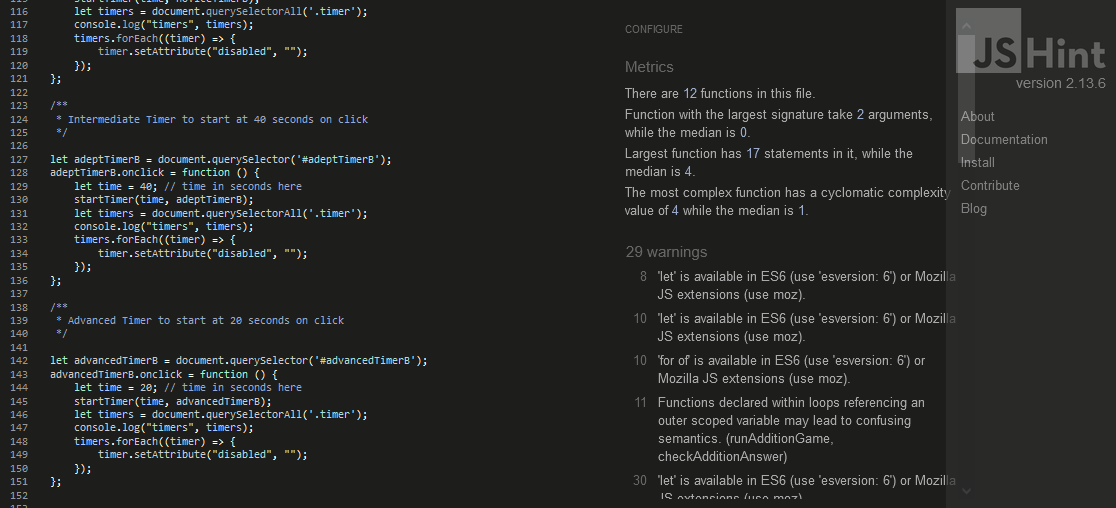 116 let timers = document.querySelectorAll('.timer');
117 console.log("timers", timers);
118 timers.forEach((timer) => {
119 timer.setAttribute("disabled", "");
120 });
121 };
122
123 /**
124 * Intermediate Timer to start at 40 seconds on click
125 */
126
127 let adeptTimerB = document.querySelector('#adeptTimerB');
128 adeptTimerB.onclick = function () {
129 let time = 40; // time in seconds here
130 startTimer(time, adeptTimerB);
131 let timers = document.querySelectorAll('.timer');
132 console.log("timers", timers);
133 timers.forEach((timer) => {
134 timer.setAttribute("disabled", "");
135 });
136 };
137
138 /**
139 * Advanced Timer to start at 20 seconds on click
140 */
141
142 let advancedTimerB = document.querySelector('#advancedTimerB');
143 advancedTimerB.onclick = function () {
144 let time = 20; // time in seconds here
145 startTimer(time, advancedTimerB);
146 let timers = document.querySelectorAll('.timer');
147 console.log("timers", timers);
148 timers.forEach((timer) => {
149 timer.setAttribute("disabled", "");
150 });
151 };
152
CONFIGURE
Metrics
There are 12 functions in this file.
Function with the largest signature take 2 arguments,
while the median is 0.
Largest function has 17 statements in it, while the
median is 4.
The most complex function has a cyclomatic complexity
value of 4 while the median is 1.
29 warnings
8 'let' is available in ES6 (use 'esversion: 6') or Mozilla
JS extensions (use moz).
10 'let' is available in ES6 (use 'esversion: 6') or Mozilla
JS extensions (use moz).
10 'for of' is available in ES6 (use 'esversion: 6') or
Mozilla JS extensions (use moz).
11 Functions declared within loops referencing an
outer scoped variable may lead to confusing
semantics. (runAdditionGame,
checkAdditionAnswer)
30 'let' is available in ES6 (use 'esversion: 6') or Mozilla
JS extensions (use moz).
JSHint
version 2.13.6
About
Documentation
Install
Contribute
Blog